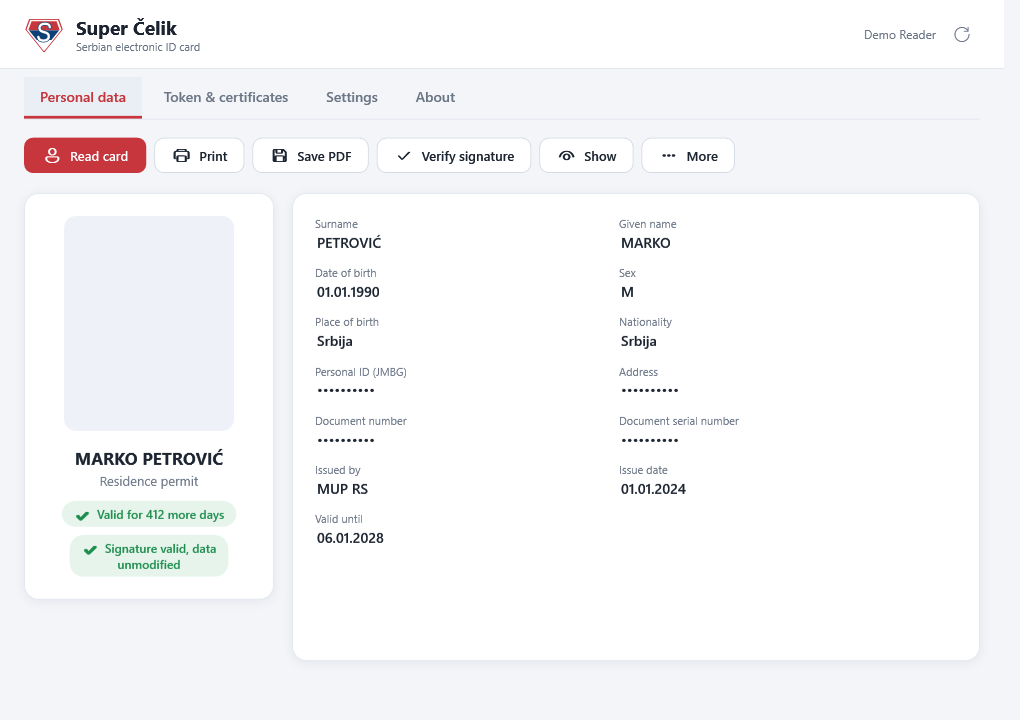 Super Čelik
Serbian electronic ID card
Demo Reader
Personal data
Token & certificates
Settings
About
Read card
Print
Save PDF
Verify signature
Show
More
MARKO PETROVIĆ
Residence permit
Valid for 412 more days
Signature valid, data
unmodified
Surname
PETROVIĆ
Given name
MARKO
Date of birth
01.01.1990
Sex
M
Place of birth
Srbija
Nationality
Srbija
Personal ID (JMBG)
••••••••••
Address
••••••••••
Document number
••••••••••
Document serial number
••••••••••
Issued by
MUP RS
Issue date
01.01.2024
Valid until
06.01.2028